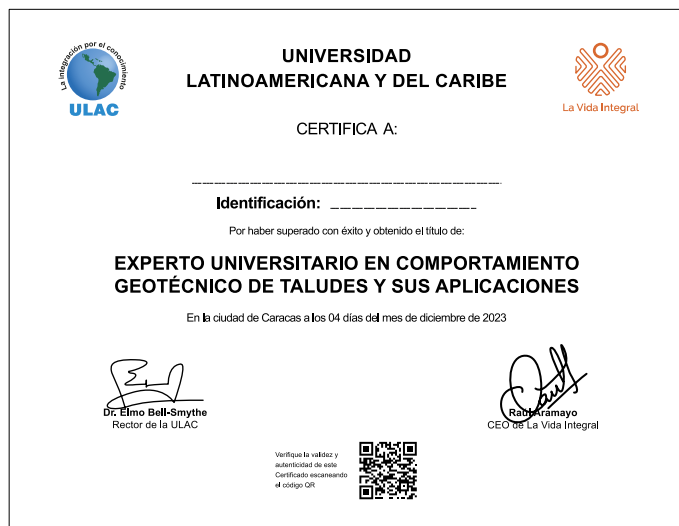 La integración por el conocimiento
ULAC
UNIVERSIDAD
LATINOAMERICANA Y DEL CARIBE
La Vida Integral
CERTIFICA A:
Identificación:
Por haber superado con éxito y obtenido el título de:
EXPERTO UNIVERSITARIO EN COMPORTAMIENTO
GEOTÉCNICO DE TALUDES Y SUS APLICACIONES
En la ciudad de Caracas a los 04 días del mes de diciembre de 2023
Dr. Elmo Bell-Smythe
Rector de la ULAC
Raúl Aramayo
CEO de La Vida Integral
Verifique la validez y
autenticidad de este
Certificado escaneando
el código QR